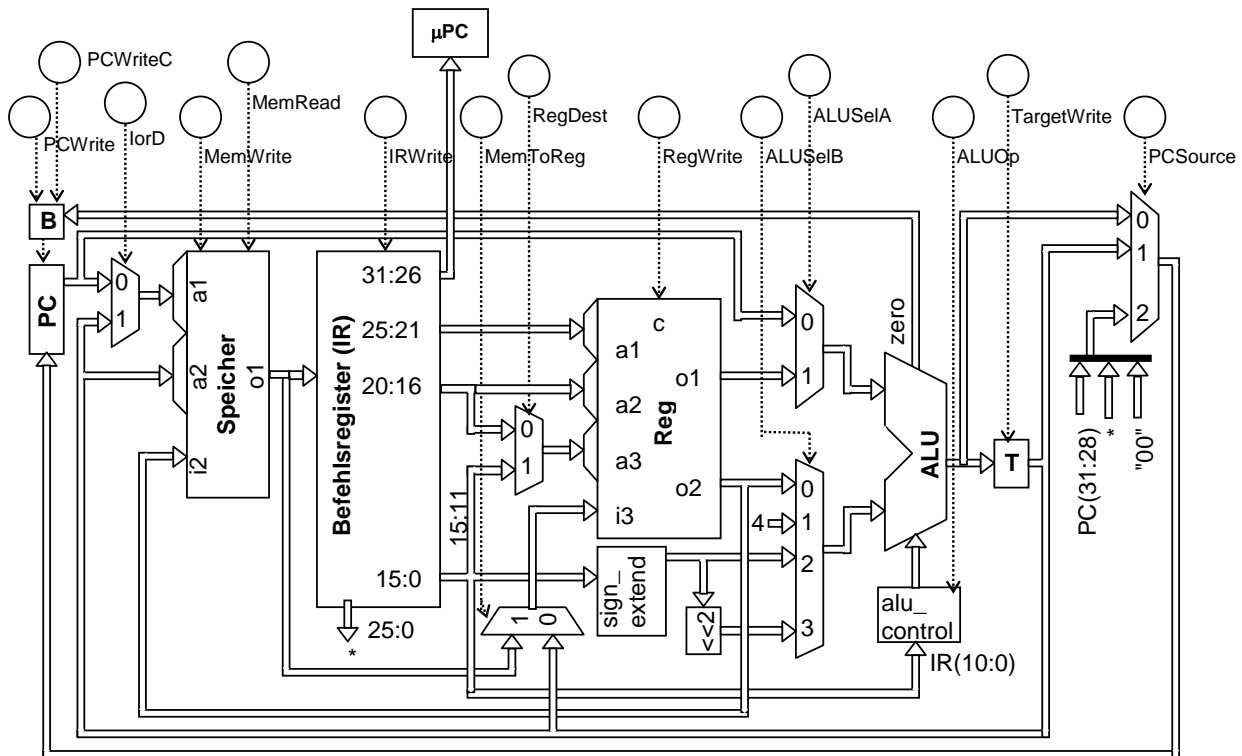 µPC
PCWriteC
MemRead
IorD
RegDest
ALUSelA
TargetWrite
PCWrite
MemWrite
IRWrite
MemToReg
RegWrite
ALUSelB
ALUOp
PCSource
B
PC
0
1
a1
a2
i2
o1
Speicher
Befehlsregister (IR)
31:26
25:21
20:16
15:0
25:0
*
15:11
0
1
1
0
c
a1
a2
a3
i3
o1
o2
Reg
sign_
extend
<<2
4
0
1
0
1
2
3
zero
ALU
alu_
control
IR(10:0)
T
0
1
2
PC(31:28)
*
"00"